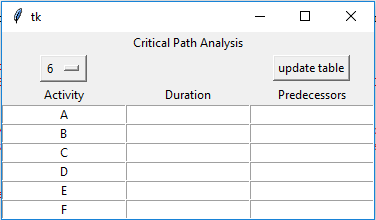 tk
Critical Path Analysis
6 update table
Activity Duration Predecessors
A
B
C
D
E
F